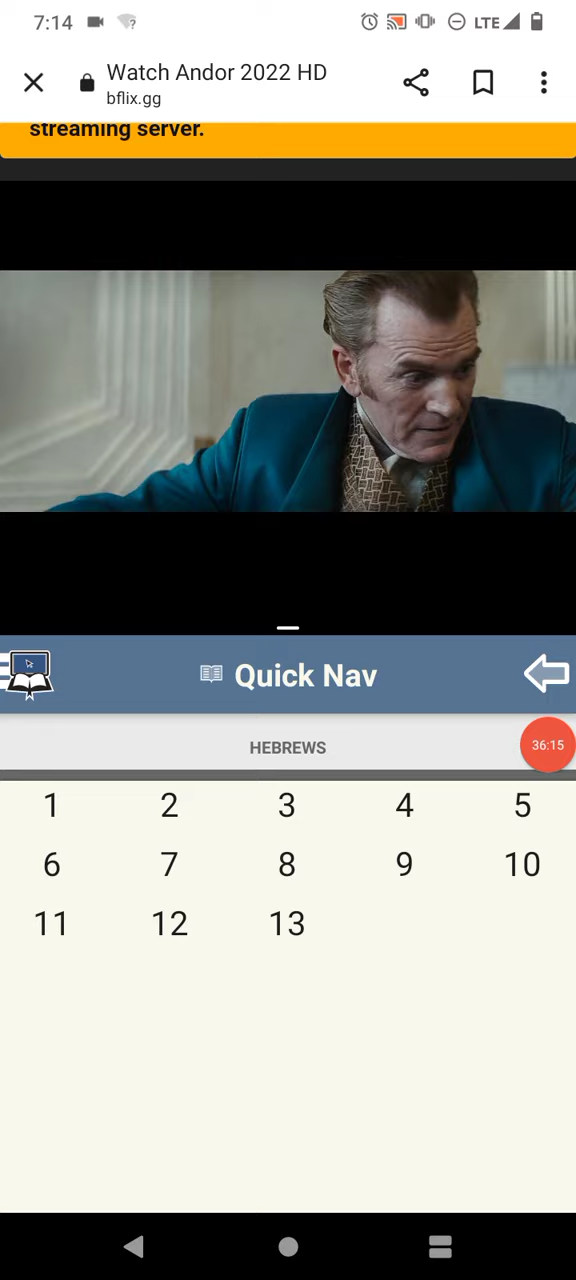 7:14
?
LTE
Watch Andor 2022 HD
bflix.gg
streaming server.
Quick Nav
HEBREWS
36:15
1 2 3 4 5
6 7 8 9 10
11 12 13